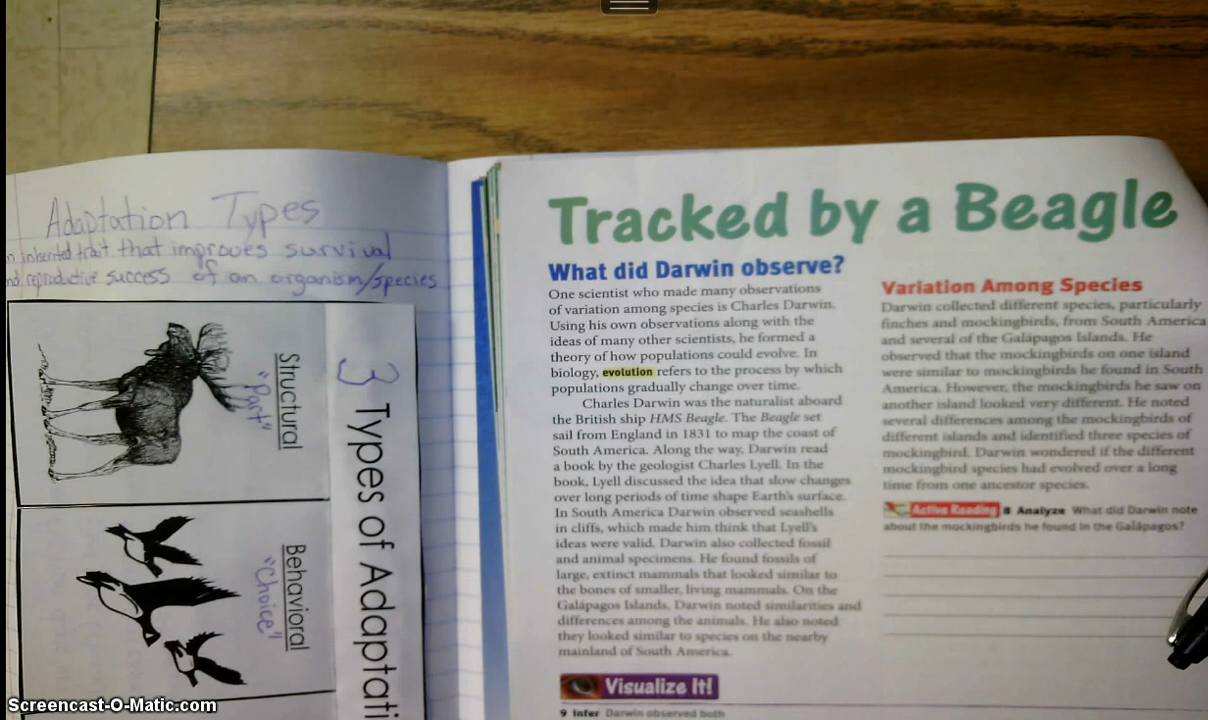 Adaptation Types
inherited trait that improves survival
reproductive success of an organism/species
3 Types of Adaptati
Structural
"Part"
Behavioral
"Choice"
Tracked by a Beagle
What did Darwin observe?
One scientist who made many observations
of variation among species is Charles Darwin.
Using his own observations along with the
ideas of many other scientists, he formed a
theory of how populations could evolve. In
biology, evolution refers to the process by which
populations gradually change over time.
Charles Darwin was the naturalist aboard
the British ship HMS Beagle. The Beagle set
sail from England in 1831 to map the coast of
South America. Along the way, Darwin read
a book by the geologist Charles Lyell. In the
book, Lyell discussed the idea that slow changes
over long periods of time shape Earth's surface.
In South America Darwin observed seashells
in cliffs, which made him think that Lyell's
ideas were valid. Darwin also collected fossil
and animal specimens. He found fossils of
large, extinct mammals that looked similar to
the bones of smaller, living mammals. On the
Galápagos Islands, Darwin noted similarities and
differences among the animals. He also noted
they looked similar to species on the nearby
mainland of South America.
Visualize It!
9 Infer Darwin observed both
Variation Among Species
Darwin collected different species, particularly
finches and mockingbirds, from South America
and several of the Galápagos Islands. He
observed that the mockingbirds on one island
were similar to mockingbirds he found in South
America. However, the mockingbirds he saw on
another island looked very different. He noted
several differences among the mockingbirds of
different islands and identified three species of
mockingbird. Darwin wondered if the different
mockingbird species had evolved over a long
time from one ancestor species.
Active Reading 8 Analyze What did Darwin note
about the mockingbirds he found in the Galápagos?
Screencast-O-Matic.com